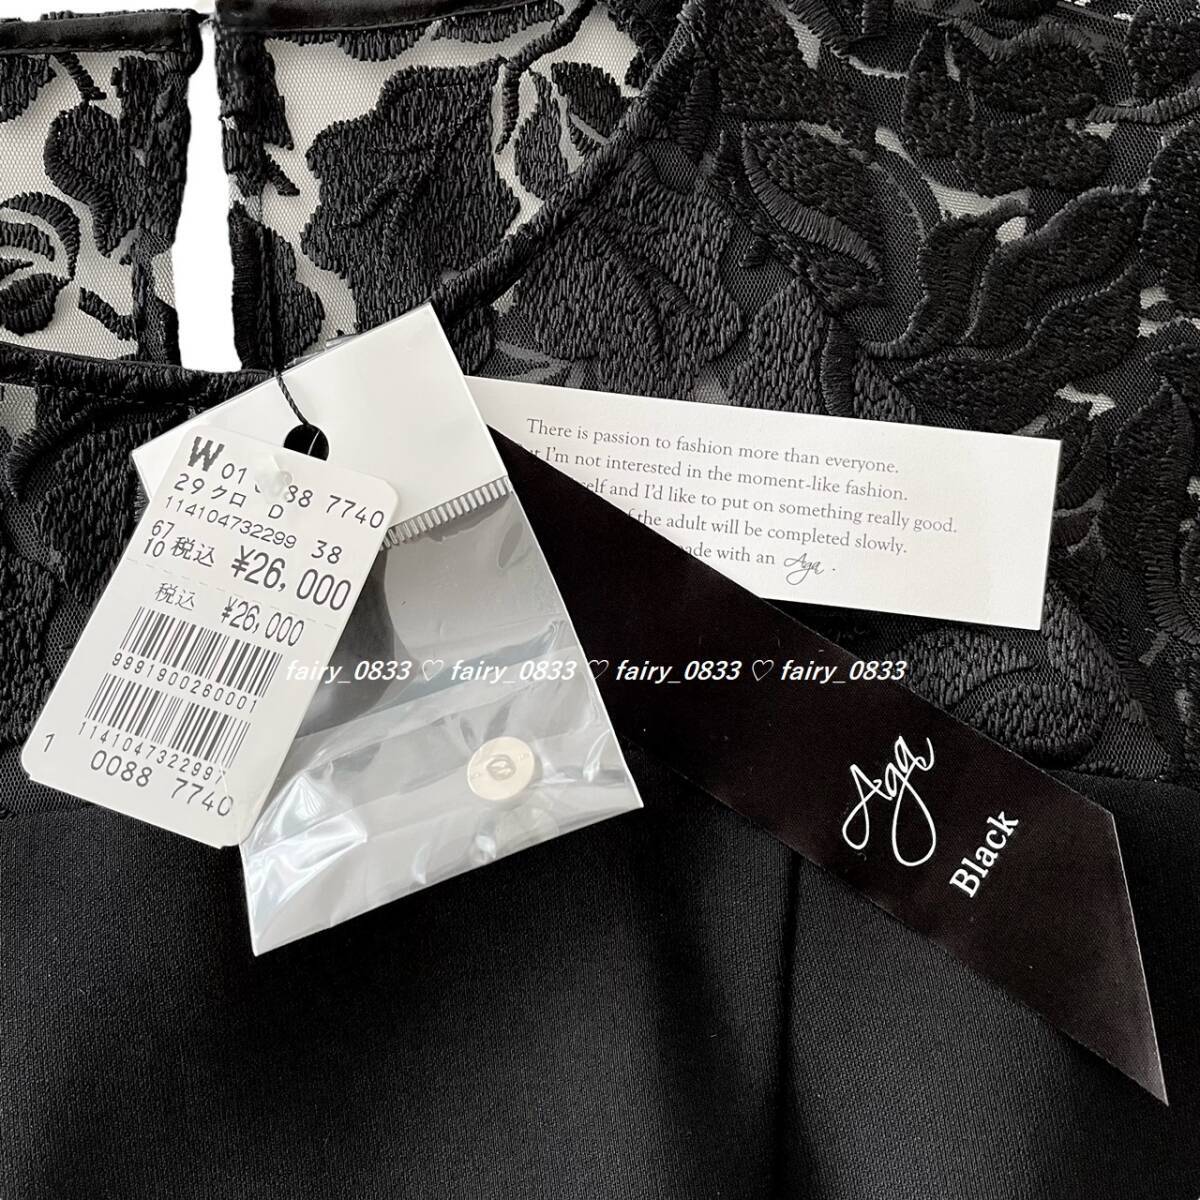 W 01 88 7740
29 クロ D
114104732299 38
67
10 税込 ¥26,000
税込 ¥26,000
999190026001
114104732299
1 0088 7740
There is passion to fashion more than everyone.
I'm not interested in the moment-like fashion.
self and I'd like to put on something really good.
of the adult will be completed slowly.
made with an Aga.
fairy_0833 ♡ fairy_0833 ♡ fairy_0833 ♡ fairy_0833
Aga
Black